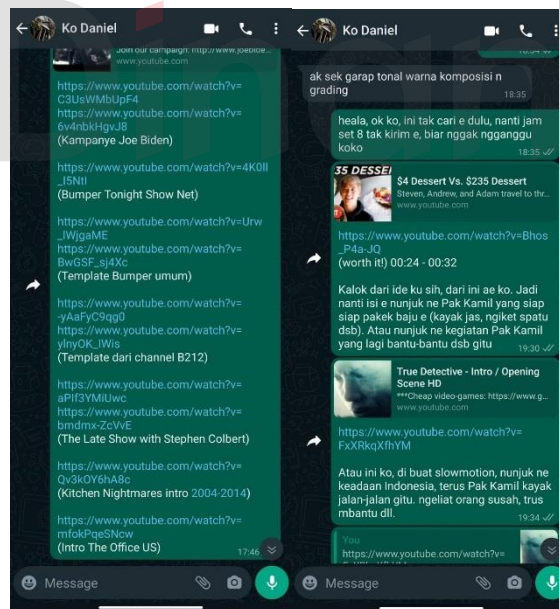 Ko Daniel
Join our campaign: http://www.joebide...
www.youtube.com
https://www.youtube.com/watch?v=
C3UsWMbUpF4
https://www.youtube.com/watch?v=
6v4nbkHgvJ8
(Kampanye Joe Biden)
https://www.youtube.com/watch?v=4K0II
_I5NtI
(Bumper Tonight Show Net)
https://www.youtube.com/watch?v=Urw
_IWjgaME
https://www.youtube.com/watch?v=
BwGSF_sj4Xc
(Template Bumper umum)
https://www.youtube.com/watch?v=
-yAaFyC9qg0
https://www.youtube.com/watch?v=
ylnyOK_IWis
(Template dari channel B212)
https://www.youtube.com/watch?v=
aPIf3YMiUwc
https://www.youtube.com/watch?v=
bmdmx-ZcVvE
(The Late Show with Stephen Colbert)
https://www.youtube.com/watch?v=
Qv3kOY6hA8c
(Kitchen Nightmares intro 2004-2014)
https://www.youtube.com/watch?v=
mfokPqeSNcw
(Intro The Office US)
17:46
Message
Ko Daniel
ak sek garap tonal warna komposisi n
grading
18:35
heala, ok ko, ini tak cari e dulu, nanti jam
set 8 tak kirim e, biar nggak ngganggu
koko
18:35
35 DESSE
$4 Dessert Vs. $235 Dessert
Steven, Andrew, and Adam travel to thr...
www.youtube.com
https://www.youtube.com/watch?v=Bhos
_P4a-JQ
(worth it!) 00:24 - 00:32
Kalok dari ide ku sih, dari ini ae ko. Jadi
nanti isi e nunjuk ne Pak Kamil yang siap
siap pakek baju e (kayak jas, ngiket spatu
dsb). Atau nunjuk ne kegiatan Pak Kamil
yang lagi bantu-bantu dsb gitu
19:30
True Detective - Intro / Opening
Scene HD
***Cheap video-games: https://www.g...
www.youtube.com
https://www.youtube.com/watch?v=
FxXRkqXfhYM
Atau ini ko, di buat slowmotion, nunjuk ne
keadaan Indonesia, terus Pak Kamil kayak
jalan-jalan gitu. ngeliat orang susah, trus
mbantu dll.
19:34
You
https://www.youtube.com/watch?v=
Message